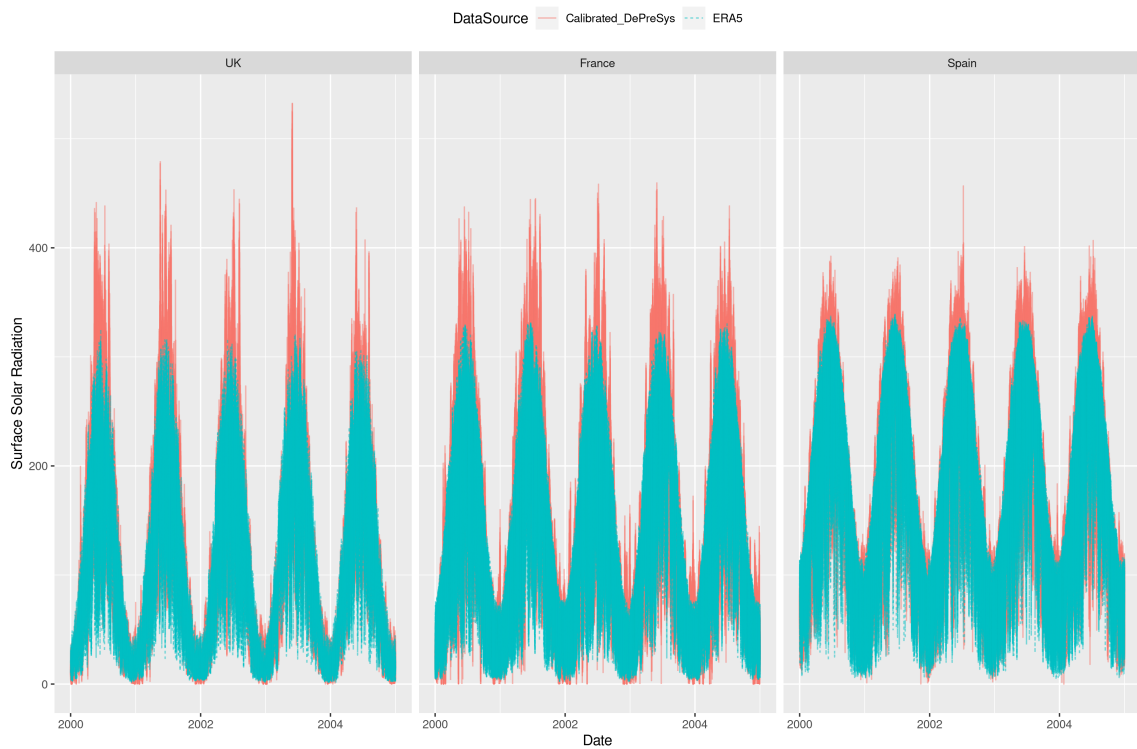 DataSource Calibrated_DePreSys ERA5
UK France Spain
Surface Solar Radiation
400
200
0
2000 2002 2004 2000 2002 2004 2000 2002 2004
Date